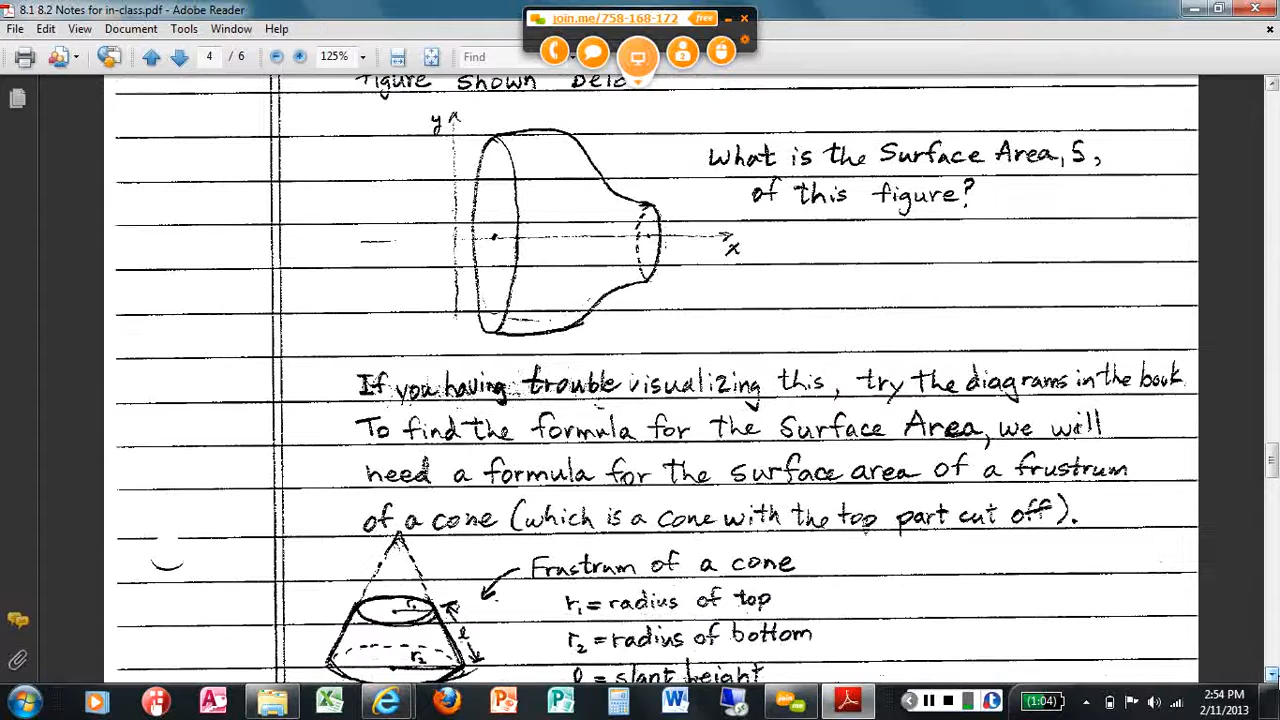 8.1 8.2 Notes for in-class.pdf - Adobe Reader
join.me/758-168-172 free
File Edit View Document Tools Window Help
2
4 / 6 125% Find
figure shown
y
What is the Surface Area, S,
of this figure?
x
If you having trouble visualizing this, try the diagrams in the book.
To find the formula for the Surface Area, we will
need a formula for the surface area of a frustrum
of a cone (which is a cone with the top part cut off).
Frustrum of a cone
r₁ = radius of top
r₁
l
r₂ = radius of bottom
r₂
l = slant height
(1:04)
2:54 PM
2/11/2013